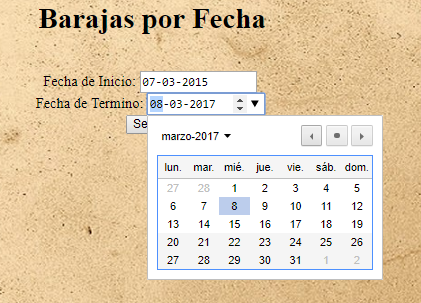 Barajas por Fecha
Fecha de Inicio: 07-03-2015
Fecha de Termino: 08-03-2017
Se
marzo-2017
lun. mar. mié. jue. vie. sáb. dom.
27 28 1 2 3 4 5
6 7 8 9 10 11 12
13 14 15 16 17 18 19
20 21 22 23 24 25 26
27 28 29 30 31 1 2